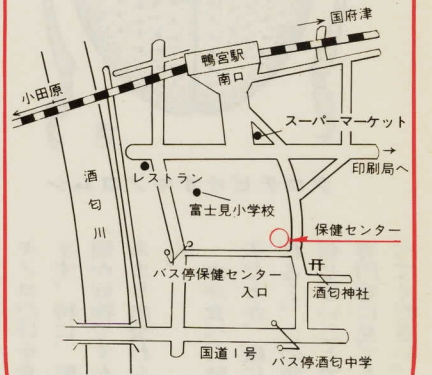 国府津
鴨宮駅
南口
小田原
スーパーマーケット
印刷局へ
レストラン
酒匂川
富士見小学校
保健センター
バス停保健センター
入口
酒匂神社
国道1号
バス停酒匂中学